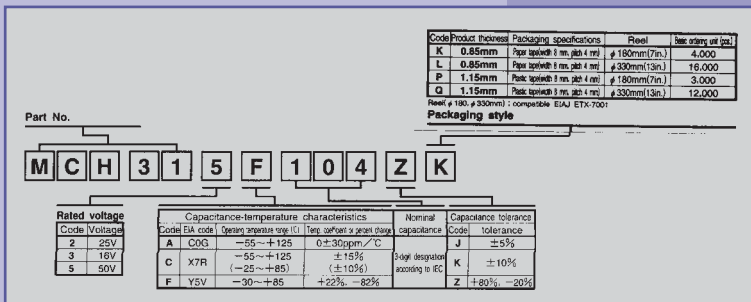 Code Product thickness Packaging specifications Reel Basic ordering unit (pcs.)
K 0.85mm Paper tape(width 8 mm, pitch 4 mm) φ180mm(7in.) 4.000
L 0.85mm Paper tape(width 8 mm, pitch 4 mm) φ330mm(13in.) 16.000
P 1.15mm Plastic tape(width 8 mm, pitch 4 mm) φ180mm(7in.) 3.000
Q 1.15mm Plastic tape(width 8 mm, pitch 4 mm) φ330mm(13in.) 12.000
Reel(φ180, φ330mm) : compatible EIAJ ETX-7001
Packaging style
Part No.
M C H 3 1 5 F 1 0 4 Z K
Rated voltage
Code Voltage
2 25V
3 16V
5 50V
Capacitance-temperature characteristics Nominal capacitance Capacitance tolerance
Code EIA code Operating temperature range (C) Temp. coefficient or percent change Code tolerance
A C0G −55~+125 0±30ppm/°C J ±5%
C X7R −55~+125 ±15% 3-digit designation K ±10%
(−25~+85) (±10%) according to IEC
F Y5V −30~+85 +22%, −82% Z +80%, −20%